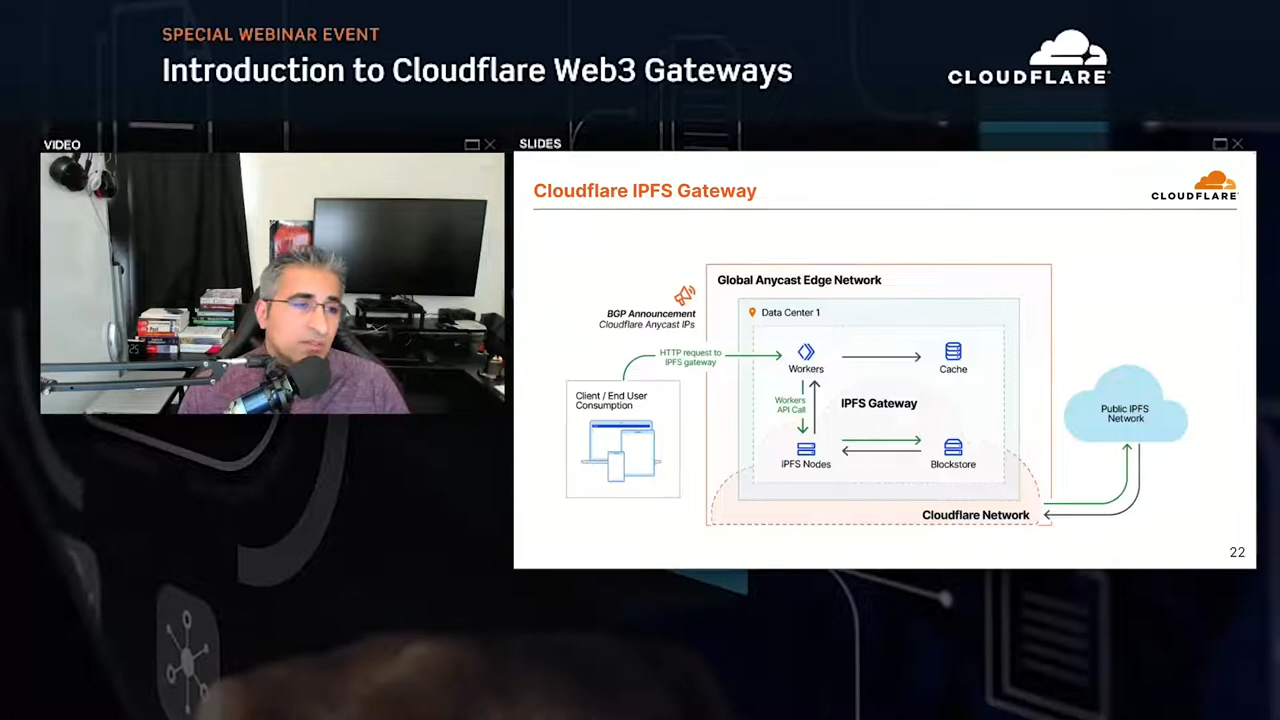 SPECIAL WEBINAR EVENT
Introduction to Cloudflare Web3 Gateways
CLOUDFLARE
VIDEO
SLIDES
Cloudflare IPFS Gateway
CLOUDFLARE
Global Anycast Edge Network
BGP Announcement
Cloudflare Anycast IPs
Data Center 1
HTTP request to
IPFS gateway
Workers
Cache
Client / End User
Consumption
Workers
API Call
IPFS Gateway
Public IPFS
Network
IPFS Nodes
Blockstore
Cloudflare Network
22